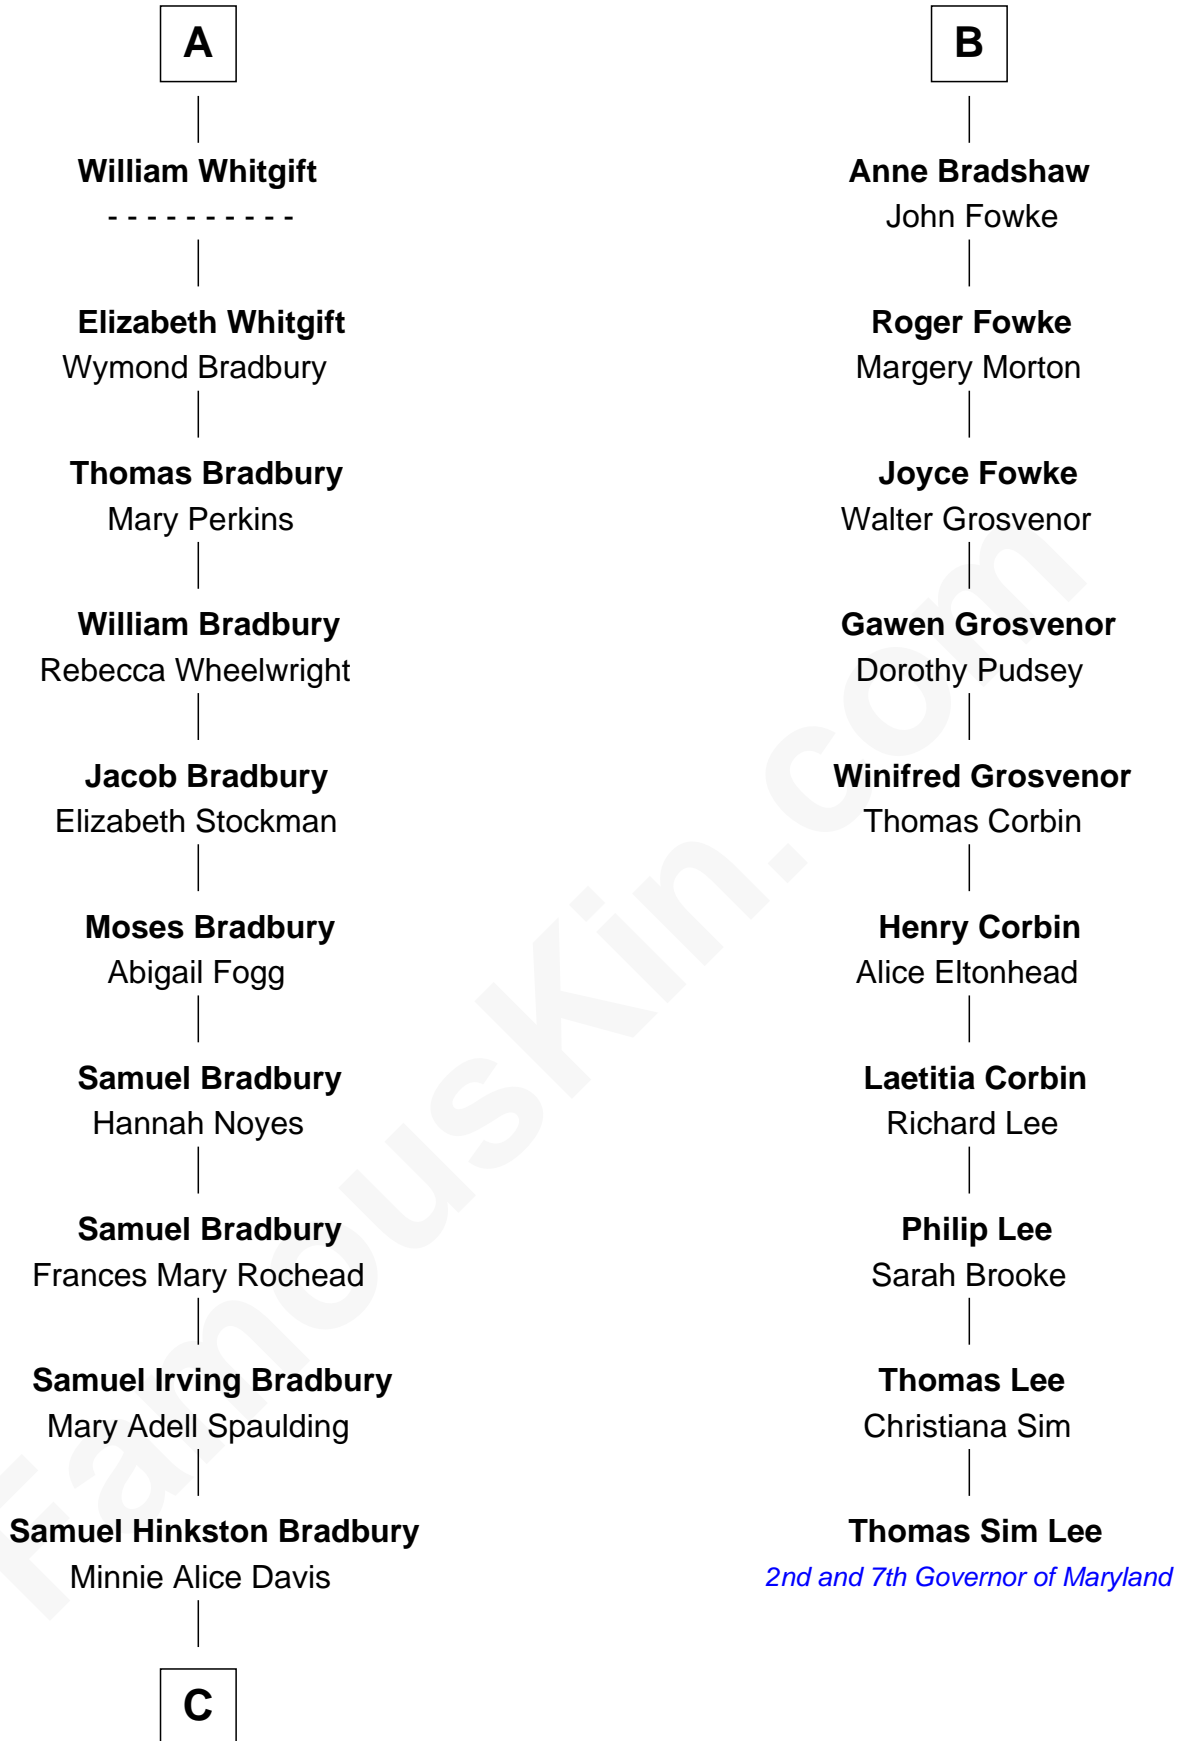 A
William Whitgift
- - - - - - - - - -
Elizabeth Whitgift
Wymond Bradbury
Thomas Bradbury
Mary Perkins
William Bradbury
Rebecca Wheelwright
Jacob Bradbury
Elizabeth Stockman
Moses Bradbury
Abigail Fogg
Samuel Bradbury
Hannah Noyes
Samuel Bradbury
Frances Mary Rochead
Samuel Irving Bradbury
Mary Adell Spaulding
Samuel Hinkston Bradbury
Minnie Alice Davis
C
B
Anne Bradshaw
John Fowke
Roger Fowke
Margery Morton
Joyce Fowke
Walter Grosvenor
Gawen Grosvenor
Dorothy Pudsey
Winifred Grosvenor
Thomas Corbin
Henry Corbin
Alice Eltonhead
Laetitia Corbin
Richard Lee
Philip Lee
Sarah Brooke
Thomas Lee
Christiana Sim
Thomas Sim Lee
2nd and 7th Governor of Maryland
FamousKin.com